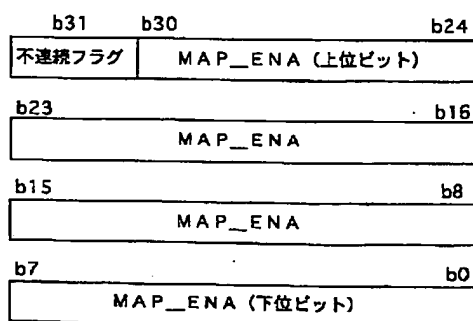 b31 b30 b24
不連続フラグ MAP＿ENA（上位ビット）
b23 b16
MAP＿ENA
b15 b8
MAP＿ENA
b7 b0
MAP＿ENA（下位ビット）